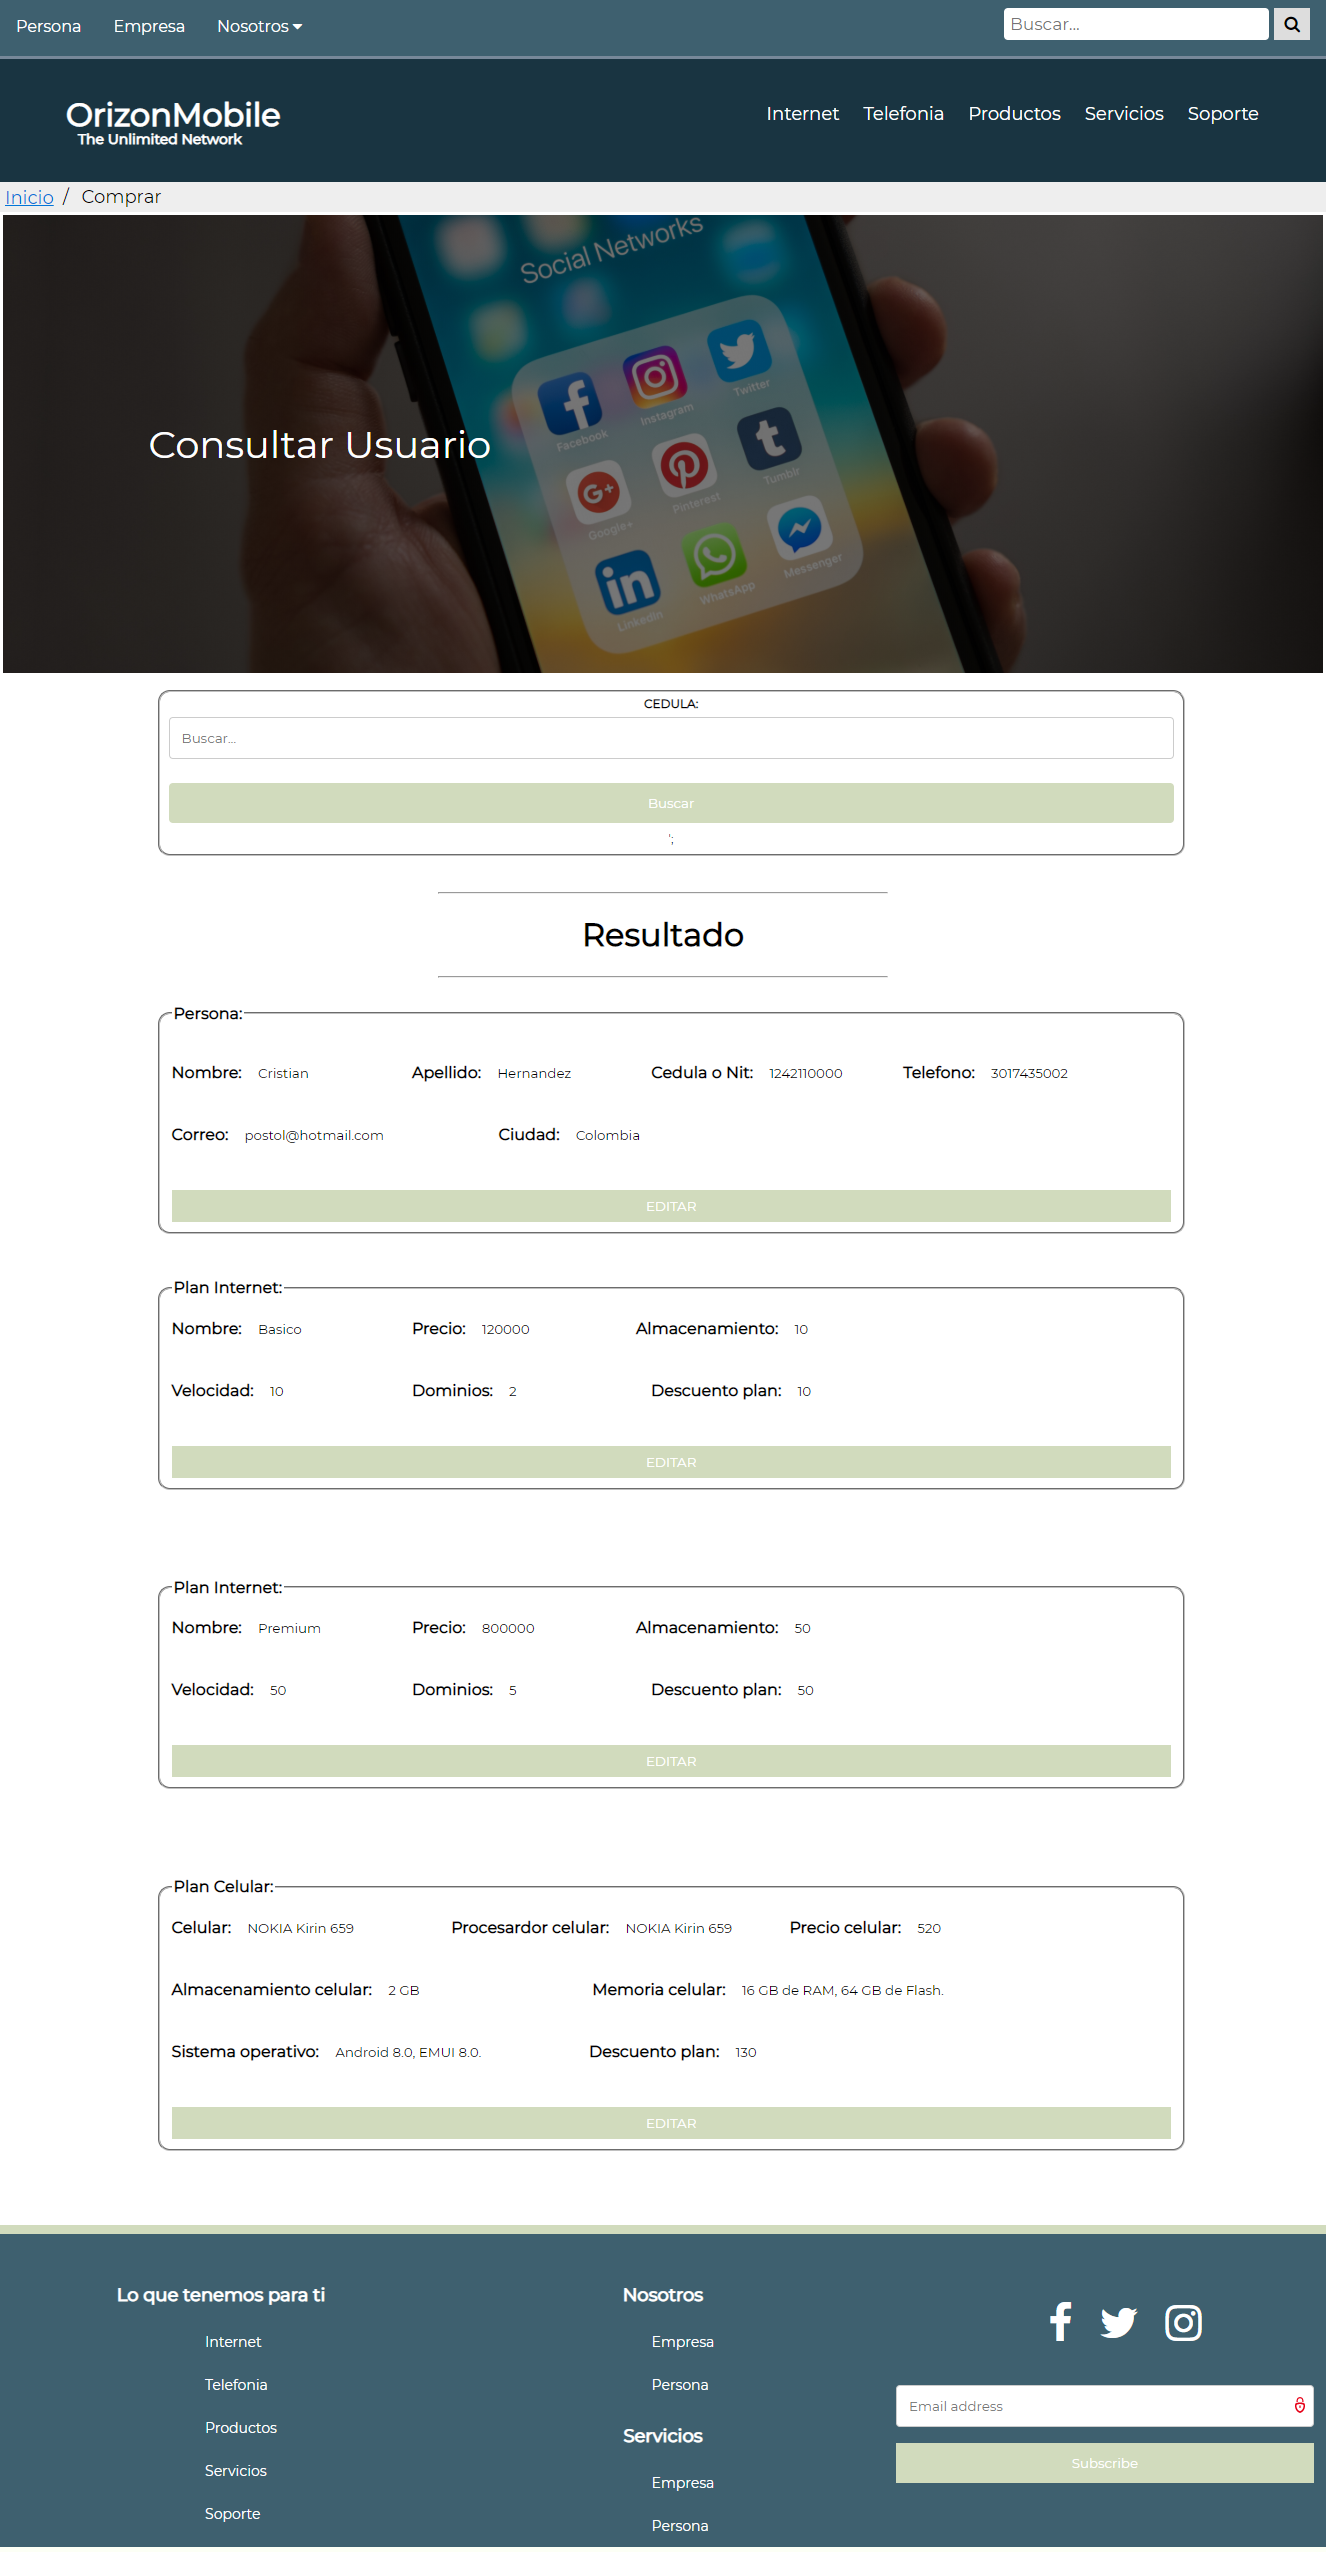 Persona Empresa Nosotros Buscar...
OrizonMobile
The Unlimited Network
Internet Telefonia Productos Servicios Soporte
Inicio / Comprar
Social Networks
Facebook Instagram Twitter
Google+ Pinterest Tumblr
Linkedin WhatsApp Messenger
Consultar Usuario
CEDULA:
Buscar...
Buscar
';
Resultado
Persona:
Nombre: Cristian Apellido: Hernandez Cedula o Nit: 1242110000 Telefono: 3017435002
Correo: postol@hotmail.com Ciudad: Colombia
EDITAR
Plan Internet:
Nombre: Basico Precio: 120000 Almacenamiento: 10
Velocidad: 10 Dominios: 2 Descuento plan: 10
EDITAR
Plan Internet:
Nombre: Premium Precio: 800000 Almacenamiento: 50
Velocidad: 50 Dominios: 5 Descuento plan: 50
EDITAR
Plan Celular:
Celular: NOKIA Kirin 659 Procesardor celular: NOKIA Kirin 659 Precio celular: 520
Almacenamiento celular: 2 GB Memoria celular: 16 GB de RAM, 64 GB de Flash.
Sistema operativo: Android 8.0, EMUI 8.0. Descuento plan: 130
EDITAR
Lo que tenemos para ti
Internet
Telefonia
Productos
Servicios
Soporte
Nosotros
Empresa
Persona
Servicios
Empresa
Persona
Email address
Subscribe